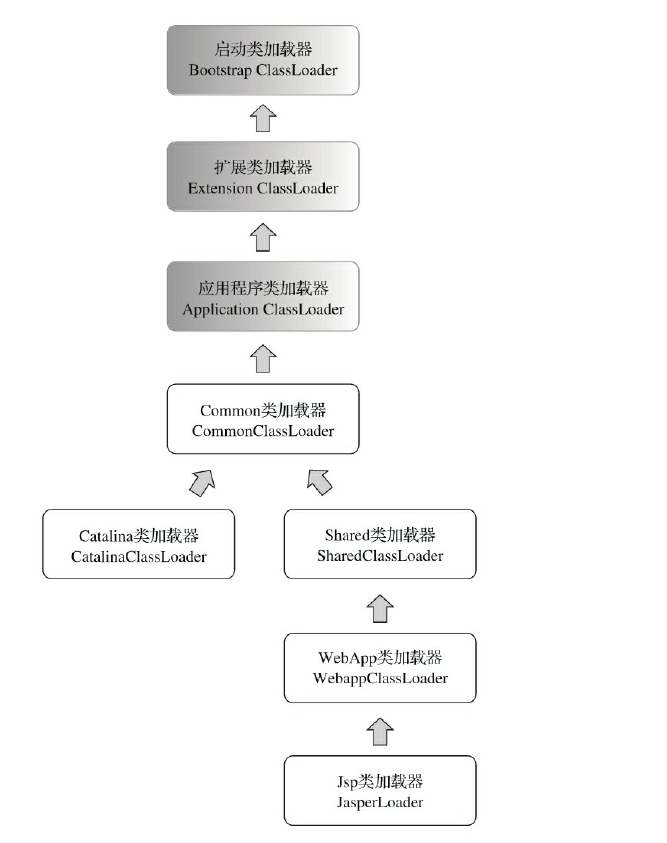 启动类加载器
Bootstrap ClassLoader
扩展类加载器
Extension ClassLoader
应用程序类加载器
Application ClassLoader
Common类加载器
CommonClassLoader
Catalina类加载器
CatalinaClassLoader
Shared类加载器
SharedClassLoader
WebApp类加载器
WebappClassLoader
Jsp类加载器
JasperLoader